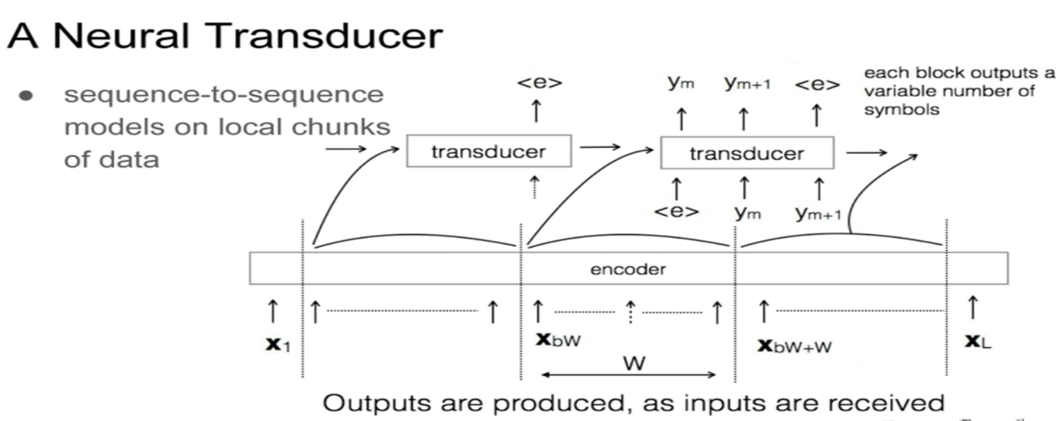 A Neural Transducer
● sequence-to-sequence
models on local chunks
of data
<e>
ym ym+1 <e>
each block outputs a
variable number of
symbols
transducer
transducer
<e> ym ym+1
encoder
x1
xbW
xbW+W
xL
W
Outputs are produced, as inputs are received